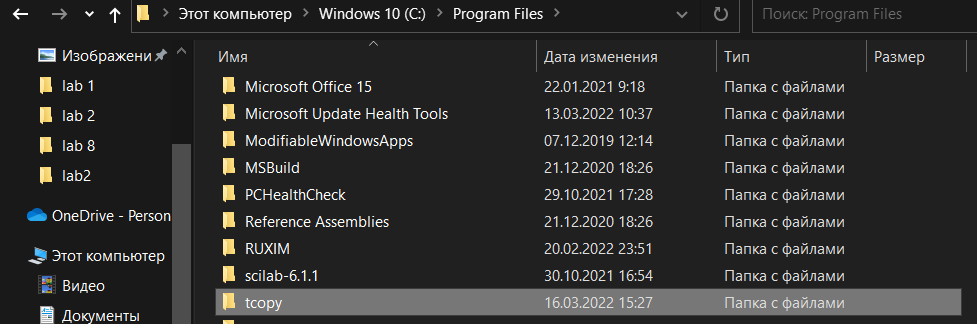 Этот компьютер > Windows 10 (C:) > Program Files >
Поиск: Program Files
Изображени
lab 1
lab 2
lab 8
lab2
OneDrive - Person
Этот компьютер
Видео
Документы
Имя Дата изменения Тип Размер
Microsoft Office 15 22.01.2021 9:18 Папка с файлами
Microsoft Update Health Tools 13.03.2022 10:37 Папка с файлами
ModifiableWindowsApps 07.12.2019 12:14 Папка с файлами
MSBuild 21.12.2020 18:26 Папка с файлами
PCHealthCheck 29.10.2021 17:28 Папка с файлами
Reference Assemblies 21.12.2020 18:26 Папка с файлами
RUXIM 20.02.2022 23:51 Папка с файлами
scilab-6.1.1 30.10.2021 16:54 Папка с файлами
tcopy 16.03.2022 15:27 Папка с файлами